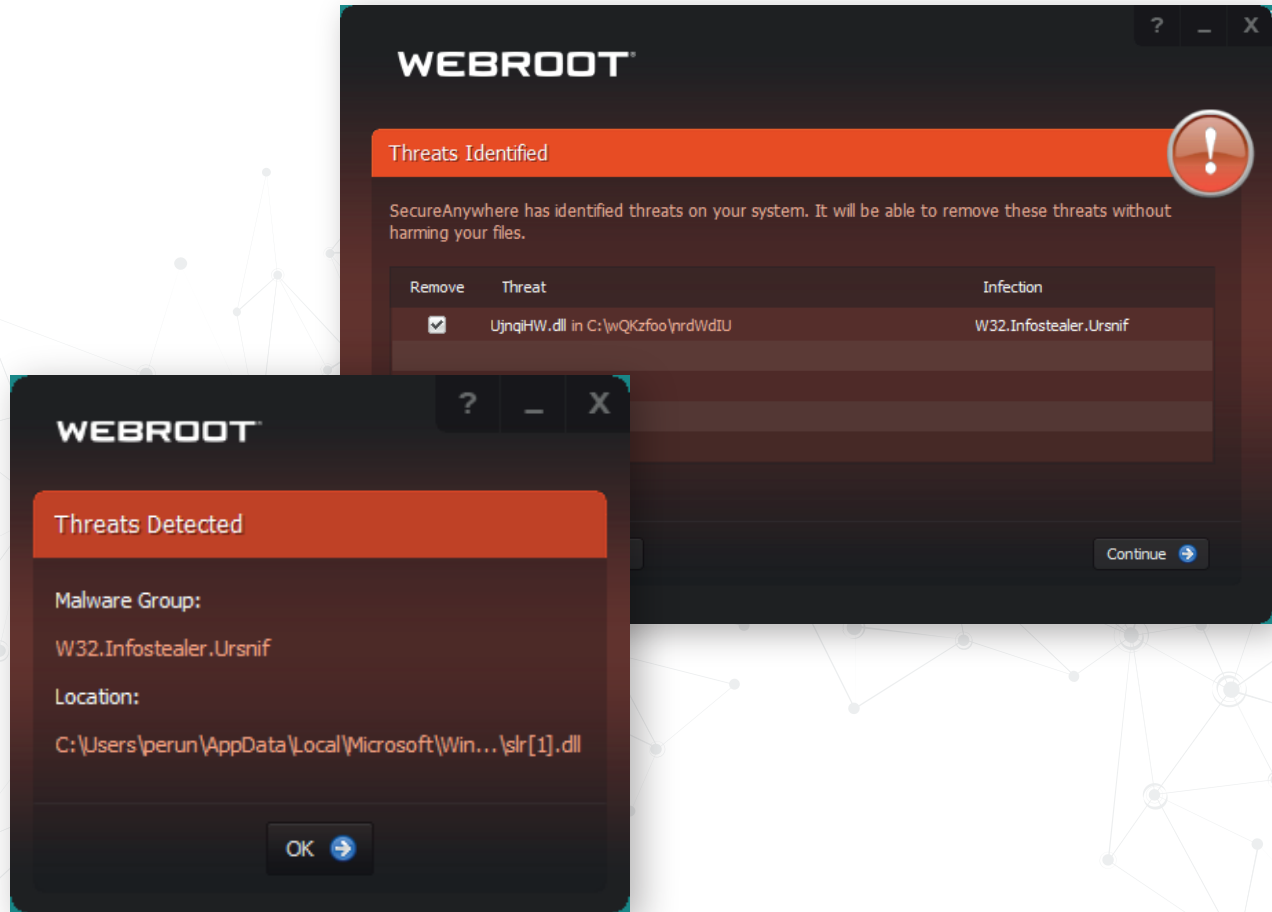 ? _ X
WEBROOT
Threats Identified
!
SecureAnywhere has identified threats on your system. It will be able to remove these threats without
harming your files.
Remove Threat Infection
UjnqiHW.dll in C:\wQKzfoo\nrdWdIU W32.Infostealer.Ursnif
Continue
? _ X
WEBROOT
Threats Detected
Malware Group:
W32.Infostealer.Ursnif
Location:
C:\Users\perun\AppData\Local\Microsoft\Win...\slr[1].dll
OK